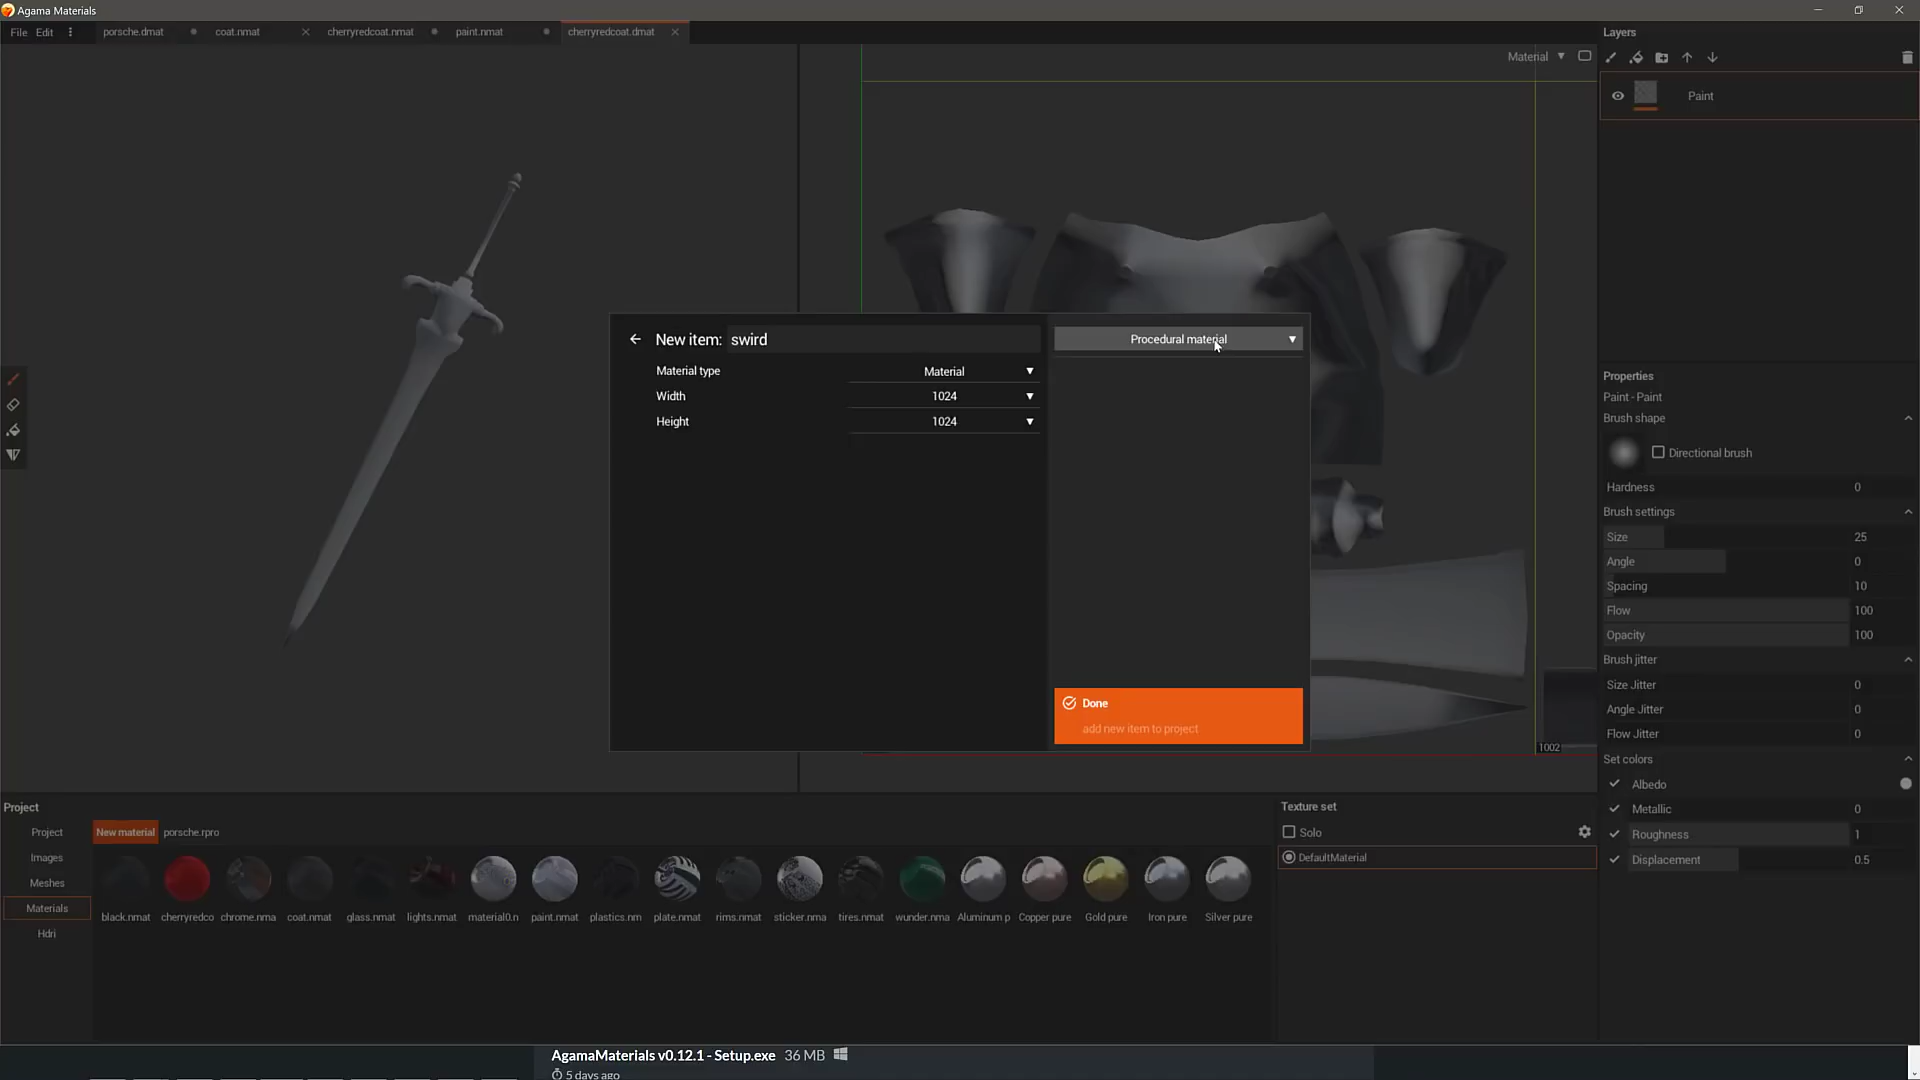 Agama Materials
File Edit
porsche.dmat
coat.nmat
cherryredcoat.nmat
paint.nmat
cherryredcoat.dmat
Material
Layers
Paint
New item: swird
Material type Material
Width 1024
Height 1024
Procedural material
Done
add new item to project
1002
Properties
Paint - Paint
Brush shape
Directional brush
Hardness 0
Brush settings
Size 25
Angle 0
Spacing 10
Flow 100
Opacity 100
Brush jitter
Size Jitter 0
Angle Jitter 0
Flow Jitter 0
Set colors
Albedo
Metallic 0
Roughness 1
Displacement 0.5
Project
Project
Images
Meshes
Materials
Hdri
New material porsche.rpro
black.nmat cherryredco chrome.nma coat.nmat glass.nmat lights.nmat material0.n paint.nmat plastics.nm plate.nmat rims.nmat sticker.nma tires.nmat wunder.nma Aluminum p Copper pure Gold pure Iron pure Silver pure
Texture set
Solo
DefaultMaterial
AgamaMaterials v0.12.1 - Setup.exe 36 MB
5 days ago